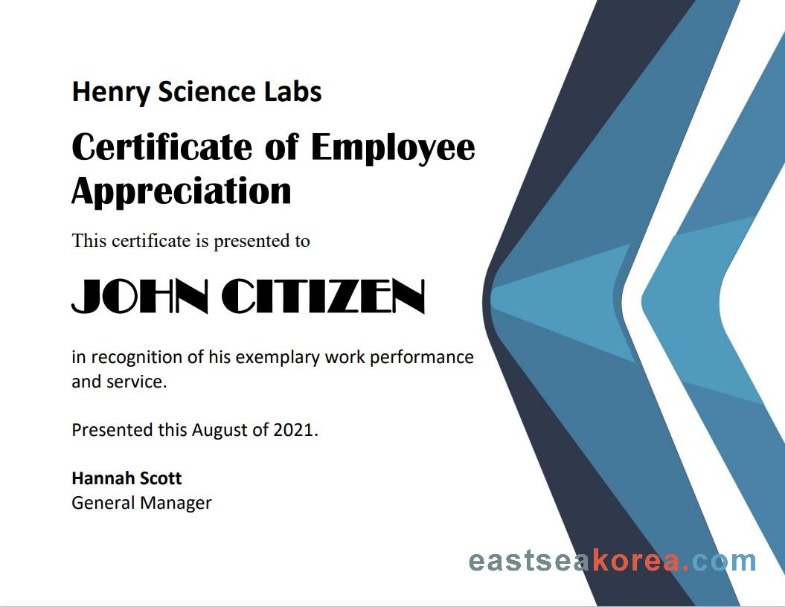 Henry Science Labs
Certificate of Employee
Appreciation
This certificate is presented to
JOHN CITIZEN
in recognition of his exemplary work performance
and service.
Presented this August of 2021.
Hannah Scott
General Manager
eastseakorea.com